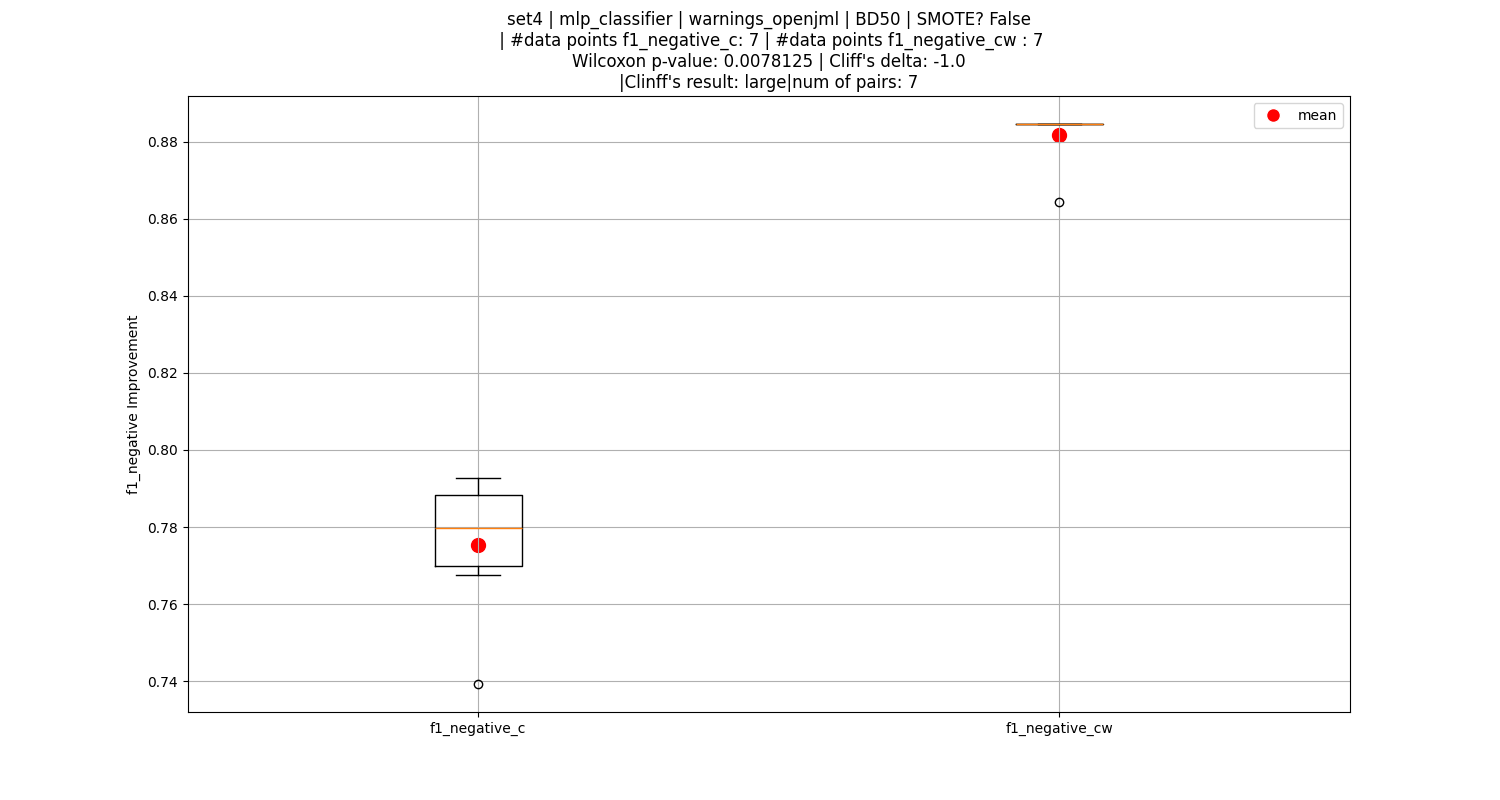 set4 | mlp_classifier | warnings_openjml | BD50 | SMOTE? False
| #data points f1_negative_c: 7 | #data points f1_negative_cw : 7
Wilcoxon p-value: 0.0078125 | Cliff's delta: -1.0
|Clinff's result: large|num of pairs: 7
mean
0.88
0.86
0.84
0.82
0.80
0.78
0.76
0.74
f1_negative Improvement
f1_negative_c
f1_negative_cw